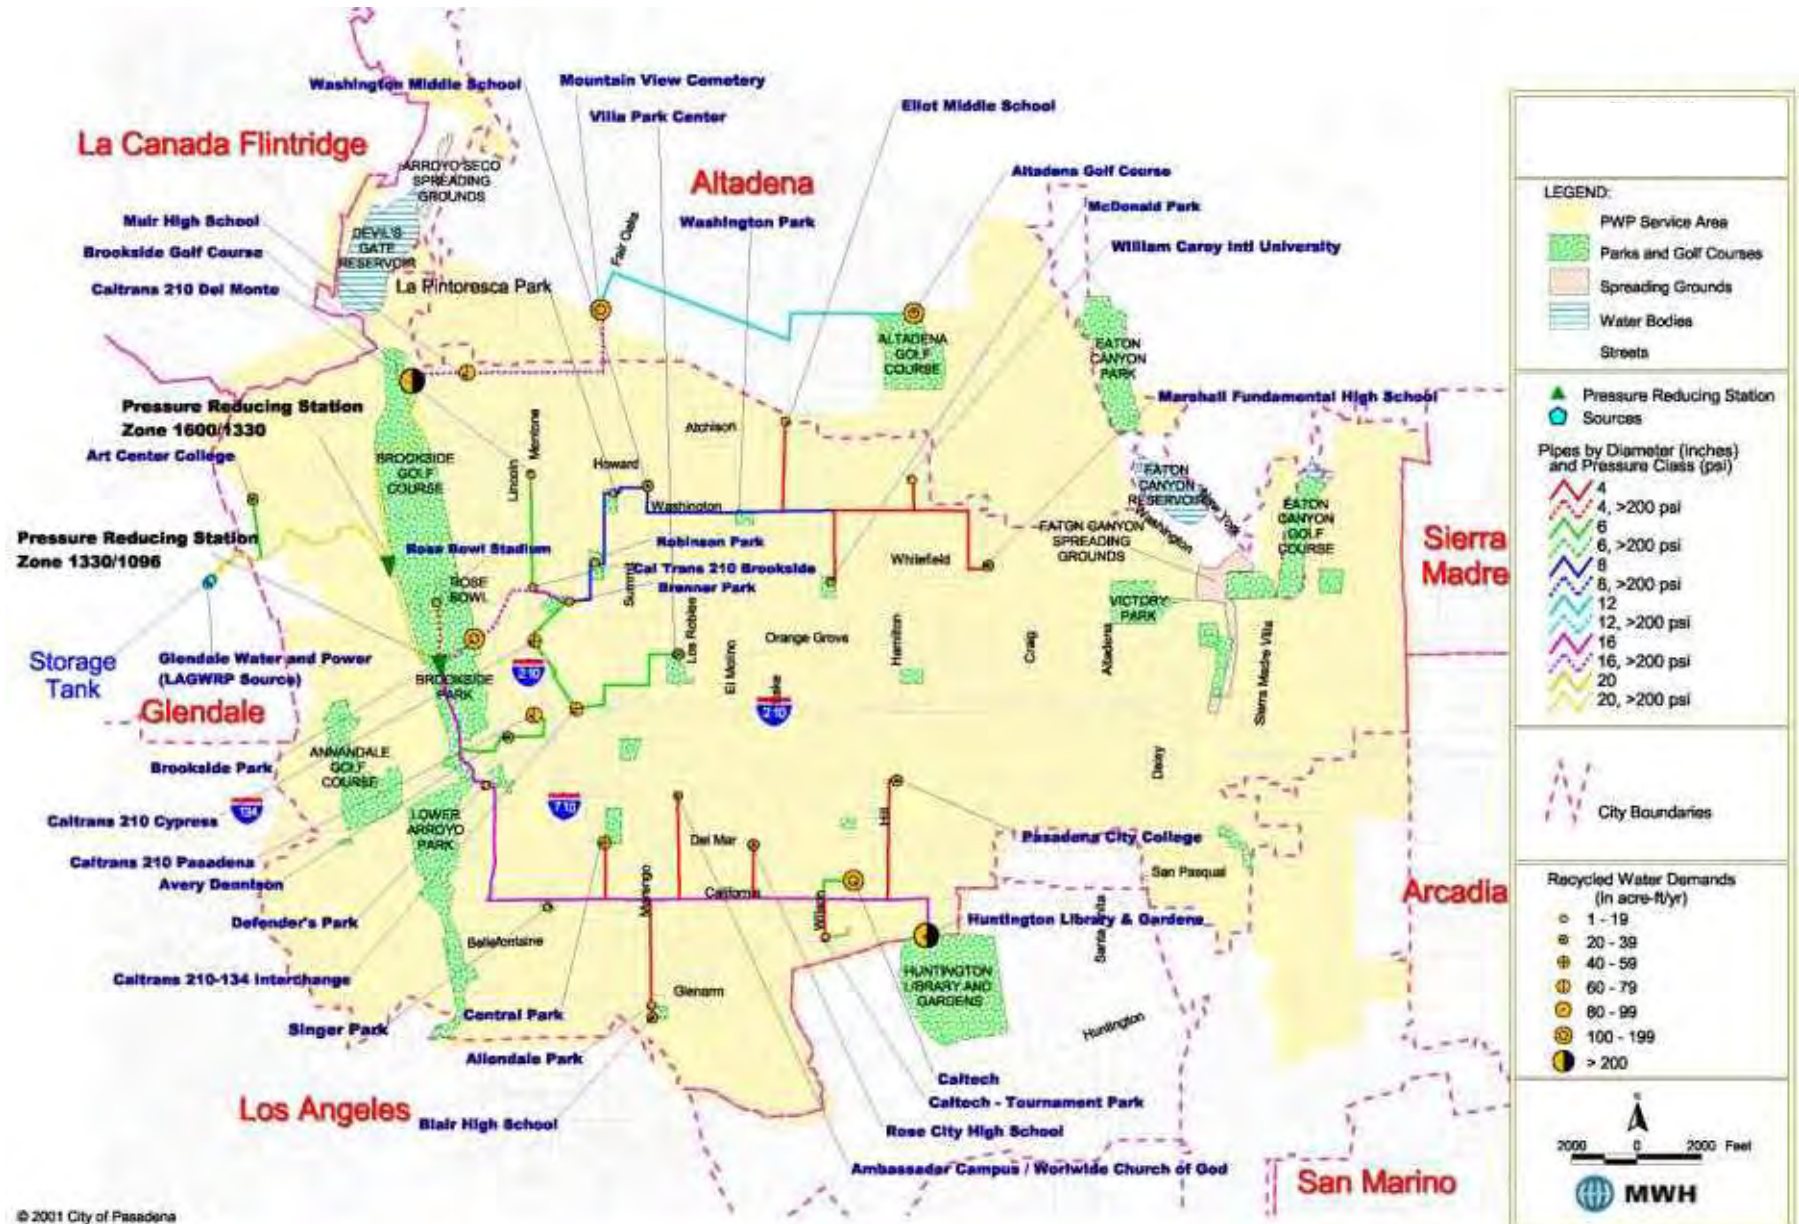 Washington Middle School
Mountain View Cemetery
Villa Park Center
Eliot Middle School
La Canada Flintridge
ARROYO SECO
SPREADING
GROUNDS
Altadena
Altadena Golf Course
McDonald Park
Washington Park
William Carey Intl University
Muir High School
Brookside Golf Course
Caltrans 210 Del Monte
DEVIL'S
GATE
RESERVOIR
La Pintoresca Park
Fair Oaks
ALTADENA
GOLF
COURSE
EATON
CANYON
PARK
Marshall Fundamental High School
Pressure Reducing Station
Zone 1600/1330
Art Center College
BROOKSIDE
GOLF
COURSE
Lincoln
Mentone
Atchison
Howard
Washington
EATON
CANYON
RESERVOIR
New York
Washington
EATON CANYON
SPREADING
GROUNDS
EATON
CANYON
GOLF
COURSE
Sierra
Madre
Pressure Reducing Station
Zone 1330/1096
Rose Bowl Stadium
Robinson Park
Cal Trans 210 Brookside
Brenner Park
Whitefield
ROSE
BOWL
Summit
Los Robles
El Molino
Orange Grove
Hamilton
Craig
Altadena
VICTORY
PARK
Sierra Madre Villa
Storage
Tank
Glendale Water and Power
(LAGWRP Source)
BROOKSIDE
PARK
210
Lake
210
Glendale
ANNANDALE
GOLF
COURSE
Brookside Park
134
710
Daisy
Caltrans 210 Cypress
LOWER
ARROYO
PARK
Del Mar
Hill
Pasadena City College
Caltrans 210 Pasadena
Avery Dennison
Marengo
California
Wilson
San Pasqual
Arcadia
Defender's Park
Bellefontaine
Huntington Library & Gardens
Santa Anita
Caltrans 210-134 Interchange
Glenarm
HUNTINGTON
LIBRARY AND
GARDENS
Huntington
Singer Park
Central Park
Allendale Park
Los Angeles
Blair High School
Caltech
Caltech - Tournament Park
Rose City High School
Ambassador Campus / Worlwide Church of God
San Marino
© 2001 City of Pasadena
LEGEND:
PWP Service Area
Parks and Golf Courses
Spreading Grounds
Water Bodies
Streets
Pressure Reducing Station
Sources
Pipes by Diameter (inches)
and Pressure Class (psi)
4
4, >200 psi
6
6, >200 psi
8
8, >200 psi
12
12, >200 psi
16
16, >200 psi
20
20, >200 psi
City Boundaries
Recycled Water Demands
(in acre-ft/yr)
1 - 19
20 - 39
40 - 59
60 - 79
80 - 99
100 - 199
> 200
N
2000 0 2000 Feet
MWH